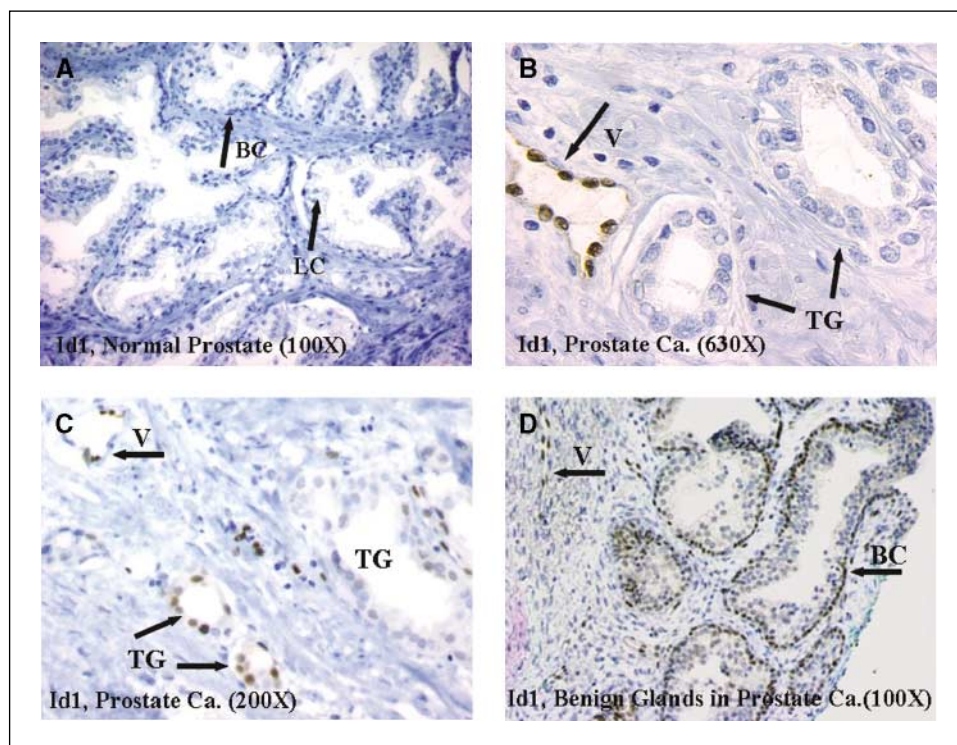 A
BC
LC
Id1, Normal Prostate (100X)
B
V
TG
Id1, Prostate Ca. (630X)
C
V
TG
TG
Id1, Prostate Ca. (200X)
D
V
BC
Id1, Benign Glands in Prostate Ca.(100X)